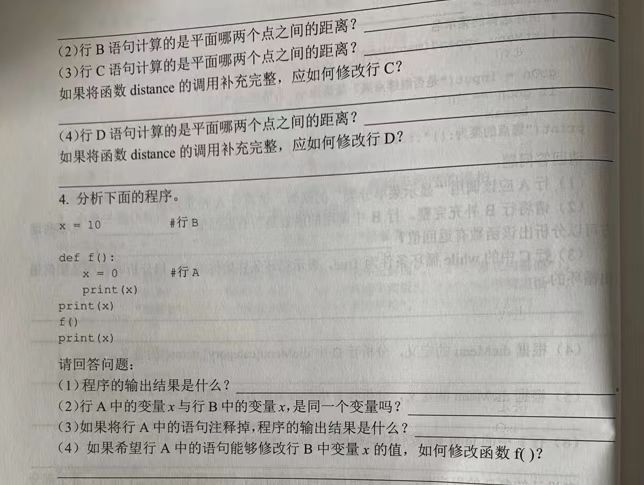 (2)行 B 语句计算的是平面哪两个点之间的距离?
(3)行 C 语句计算的是平面哪两个点之间的距离?
如果将函数 distance 的调用补充完整，应如何修改行 C?
(4)行 D 语句计算的是平面哪两个点之间的距离?
如果将函数 distance 的调用补充完整，应如何修改行 D?
4. 分析下面的程序。
x = 10 #行 B
def f():
x = 0 #行 A
print(x)
print(x)
f()
print(x)
请回答问题:
(1)程序的输出结果是什么?
(2)行 A 中的变量 x 与行 B 中的变量 x,是同一个变量吗?
(3)如果将行 A 中的语句注释掉,程序的输出结果是什么?
(4) 如果希望行 A 中的语句能够修改行 B 中变量 x 的值，如何修改函数 f( )?